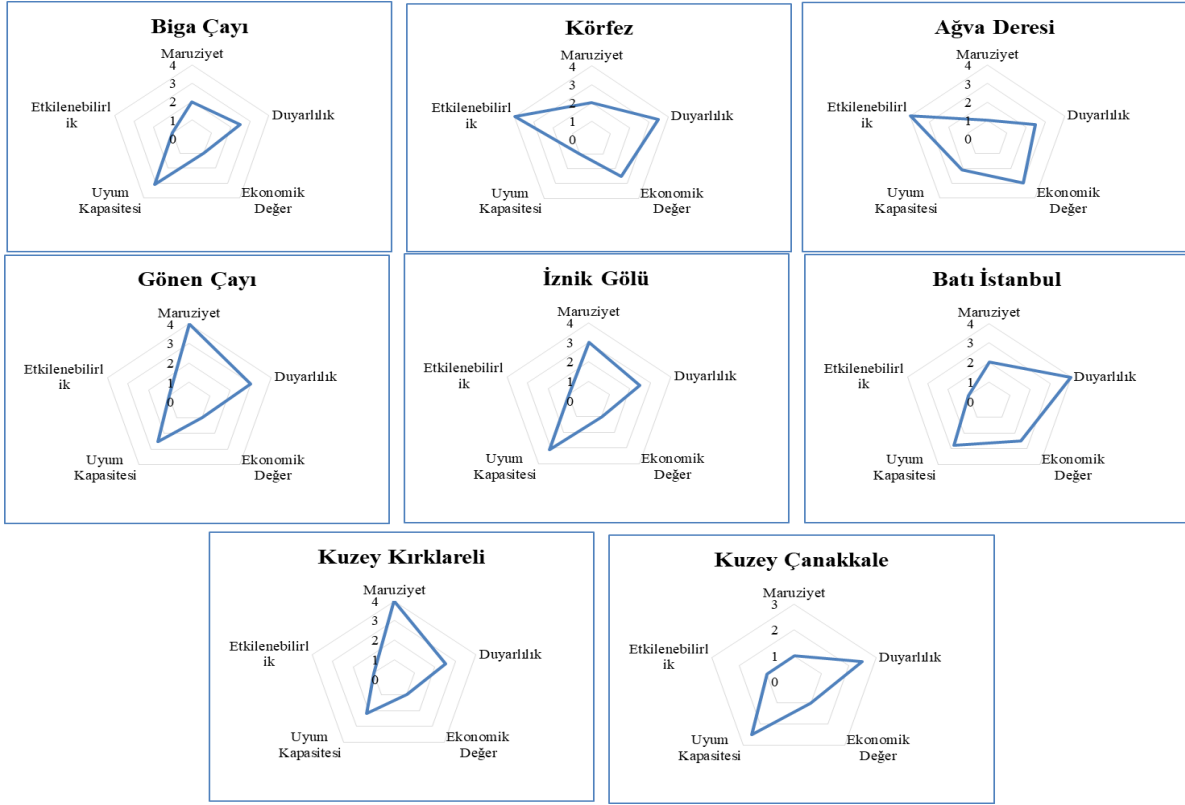 Biga Çayı
Maruziyet
4
3
2
1
0
Duyarlılık
Ekonomik
Değer
Uyum
Kapasitesi
Etkilenebilirl
ik
Körfez
Maruziyet
4
3
2
1
0
Duyarlılık
Ekonomik
Değer
Uyum
Kapasitesi
Etkilenebilirl
ik
Ağva Deresi
Maruziyet
4
3
2
1
0
Duyarlılık
Ekonomik
Değer
Uyum
Kapasitesi
Etkilenebilirl
ik
Gönen Çayı
Maruziyet
4
3
2
1
0
Duyarlılık
Ekonomik
Değer
Uyum
Kapasitesi
Etkilenebilirl
ik
İznik Gölü
Maruziyet
4
3
2
1
0
Duyarlılık
Ekonomik
Değer
Uyum
Kapasitesi
Etkilenebilirl
ik
Batı İstanbul
Maruziyet
4
3
2
1
0
Duyarlılık
Ekonomik
Değer
Uyum
Kapasitesi
Etkilenebilirl
ik
Kuzey Kırklareli
Maruziyet
4
3
2
1
0
Duyarlılık
Ekonomik
Değer
Uyum
Kapasitesi
Etkilenebilirl
ik
Kuzey Çanakkale
Maruziyet
3
2
1
0
Duyarlılık
Ekonomik
Değer
Uyum
Kapasitesi
Etkilenebilirl
ik